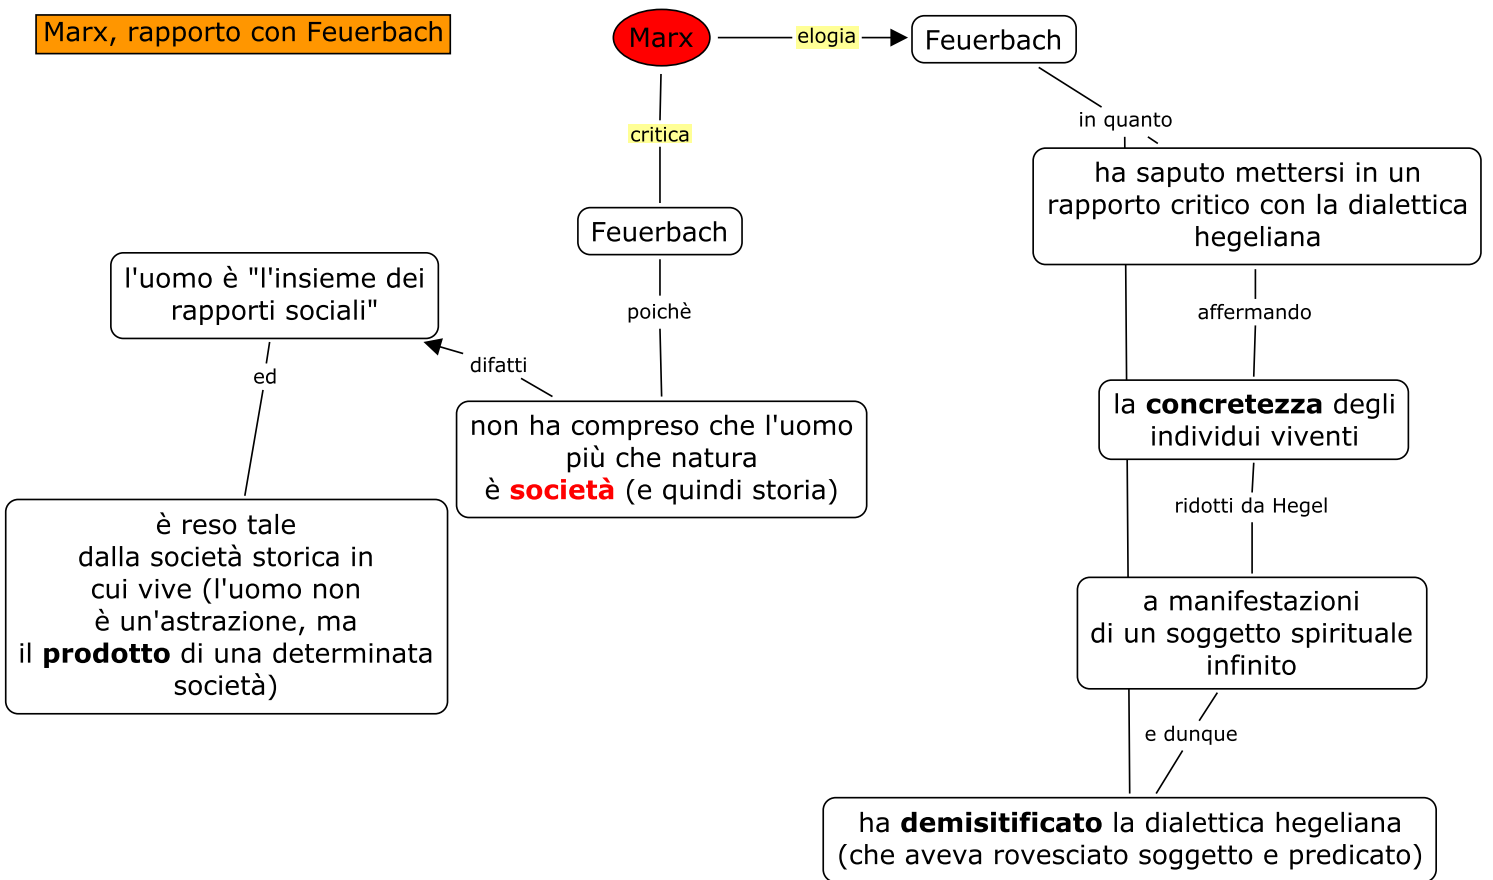 Marx, rapporto con Feuerbach
Marx
elogia
Feuerbach
in quanto
ha saputo mettersi in un
rapporto critico con la dialettica
hegeliana
affermando
la concretezza degli
individui viventi
ridotti da Hegel
a manifestazioni
di un soggetto spirituale
infinito
e dunque
ha demisitificato la dialettica hegeliana
(che aveva rovesciato soggetto e predicato)
critica
Feuerbach
poichè
non ha compreso che l'uomo
più che natura
è società (e quindi storia)
difatti
l'uomo è "l'insieme dei
rapporti sociali"
ed
è reso tale
dalla società storica in
cui vive (l'uomo non
è un'astrazione, ma
il prodotto di una determinata
società)